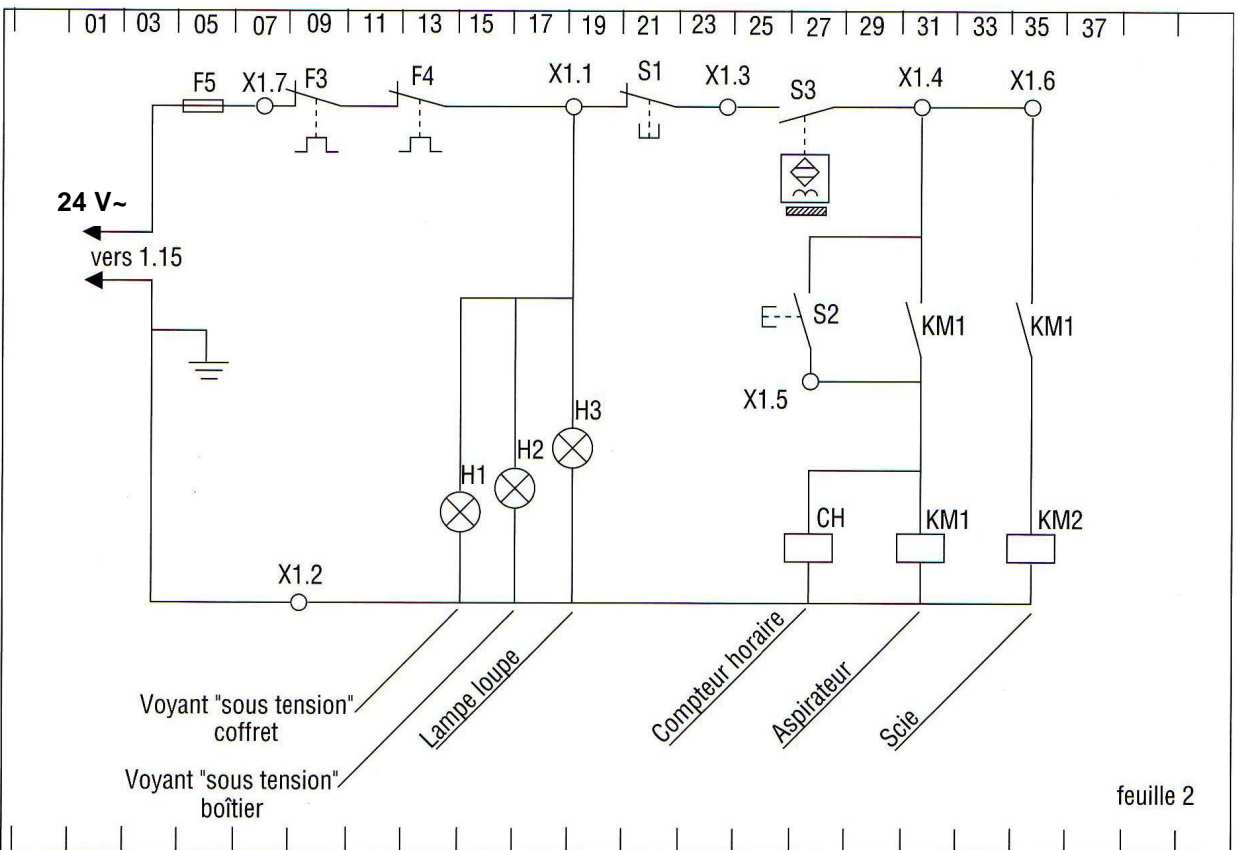 01 03 05 07 09 11 13 15 17 19 21 23 25 27 29 31 33 35 37
F5 X1.7 F3 F4 X1.1 S1 X1.3 S3 X1.4 X1.6
24 V~
vers 1.15
S2 KM1 KM1
X1.5
H3
H2
H1
CH KM1 KM2
X1.2
Voyant "sous tension"
coffret
Voyant "sous tension"
boîtier
Lampe loupe
Compteur horaire
Aspirateur
Scie
feuille 2